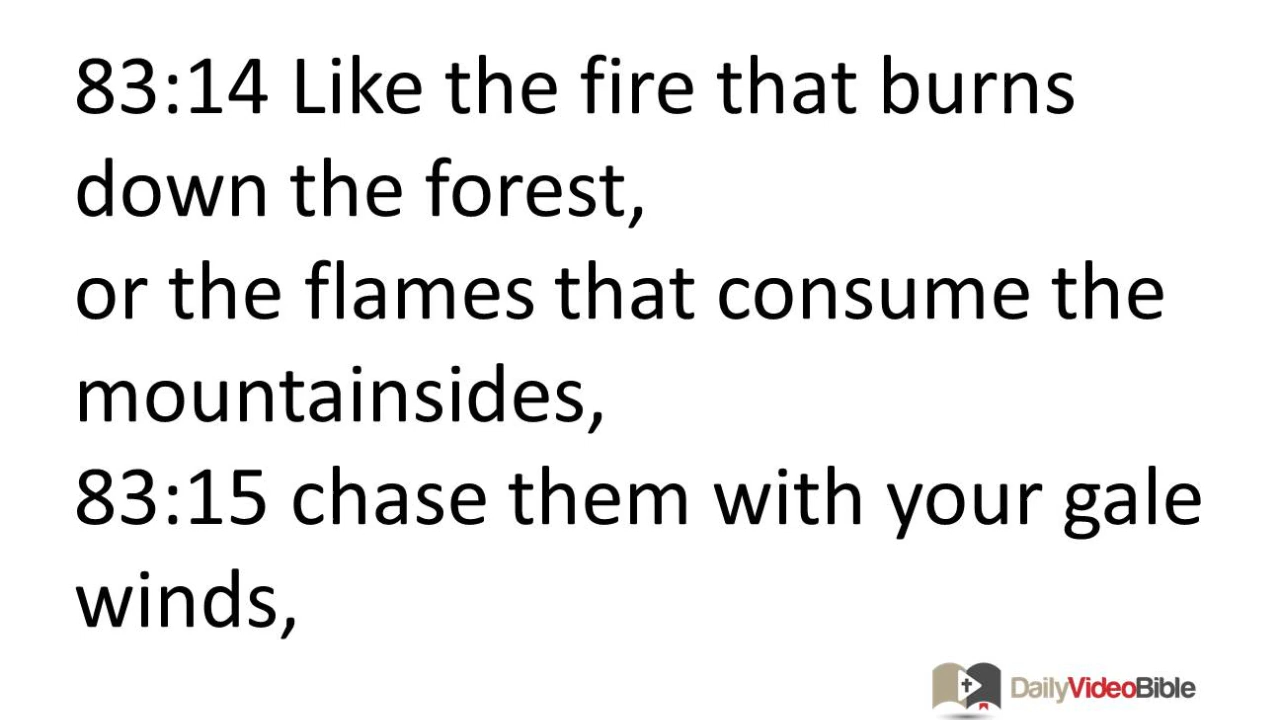 83:14 Like the fire that burns
down the forest,
or the flames that consume the
mountainsides,
83:15 chase them with your gale
winds,
DailyVideoBible